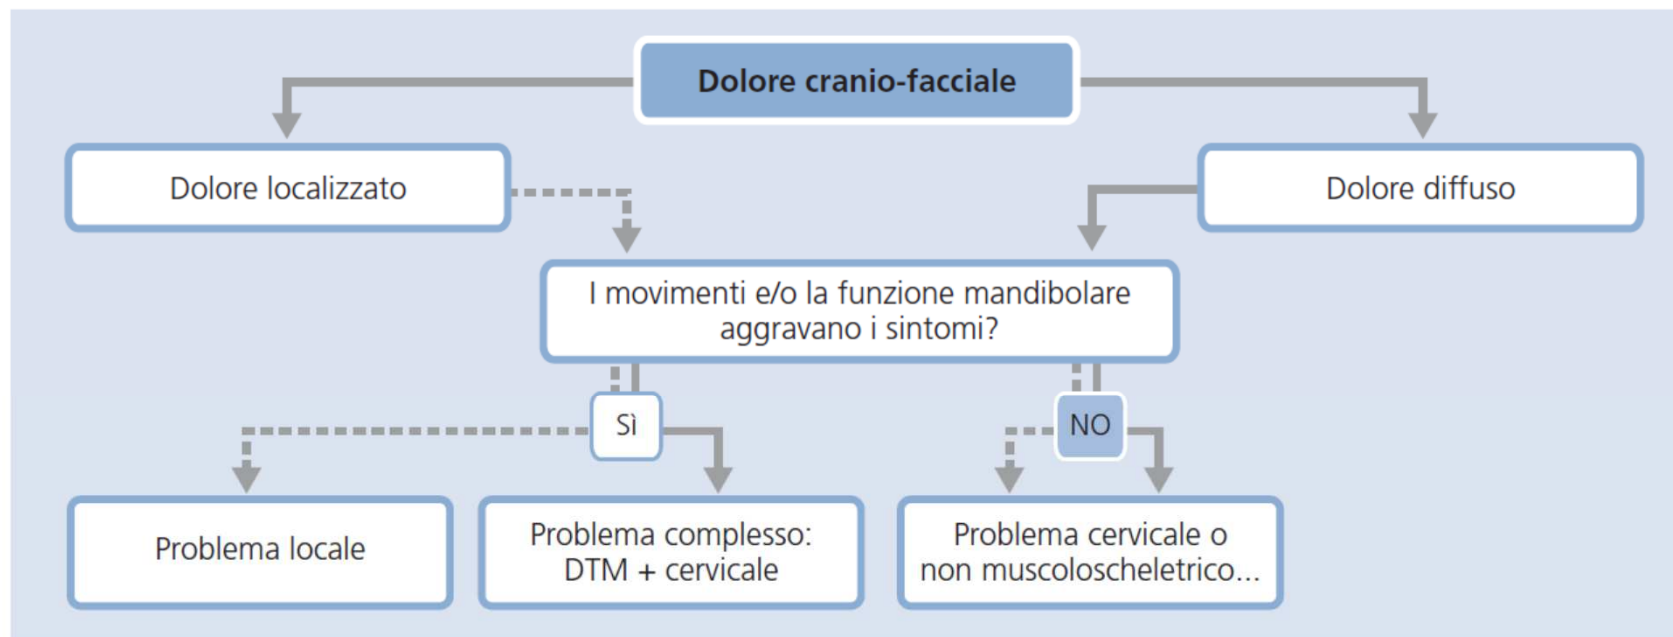 Dolore cranio-facciale
Dolore localizzato
Dolore diffuso
I movimenti e/o la funzione mandibolare
aggravano i sintomi?
Sì
NO
Problema locale
Problema complesso:
DTM + cervicale
Problema cervicale o
non muscoloscheletrico...